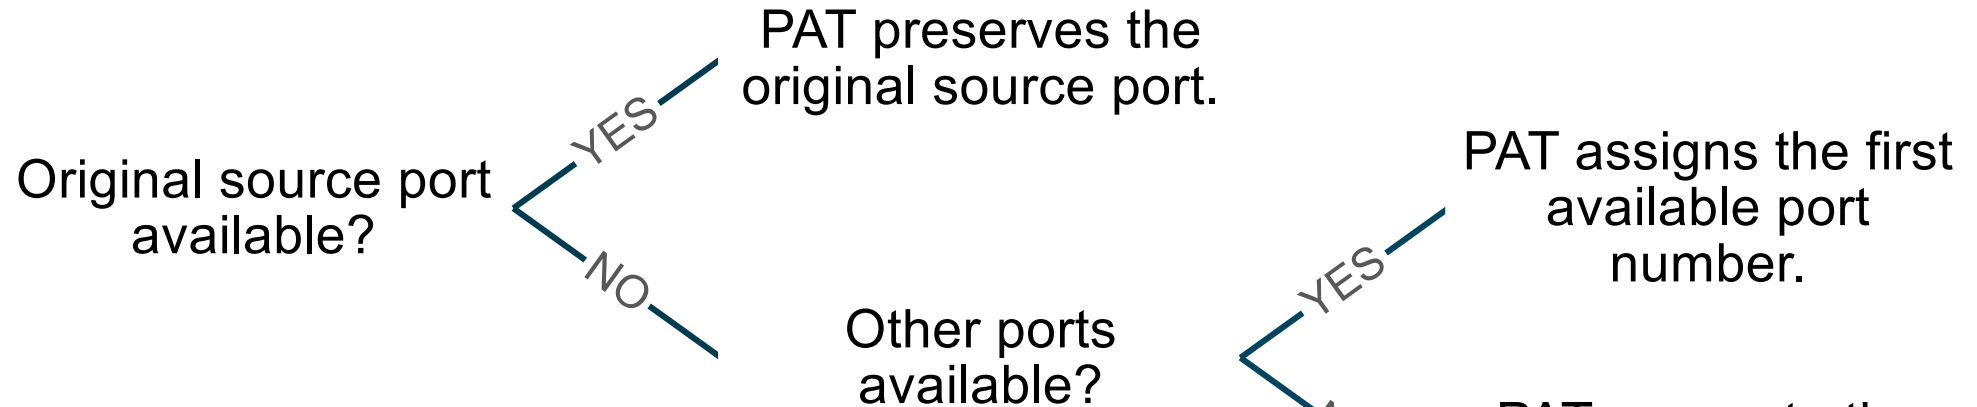 PAT preserves the
original source port.
YES
Original source port
available?
NO
PAT assigns the first
available port
number.
YES
Other ports
available?
PAT